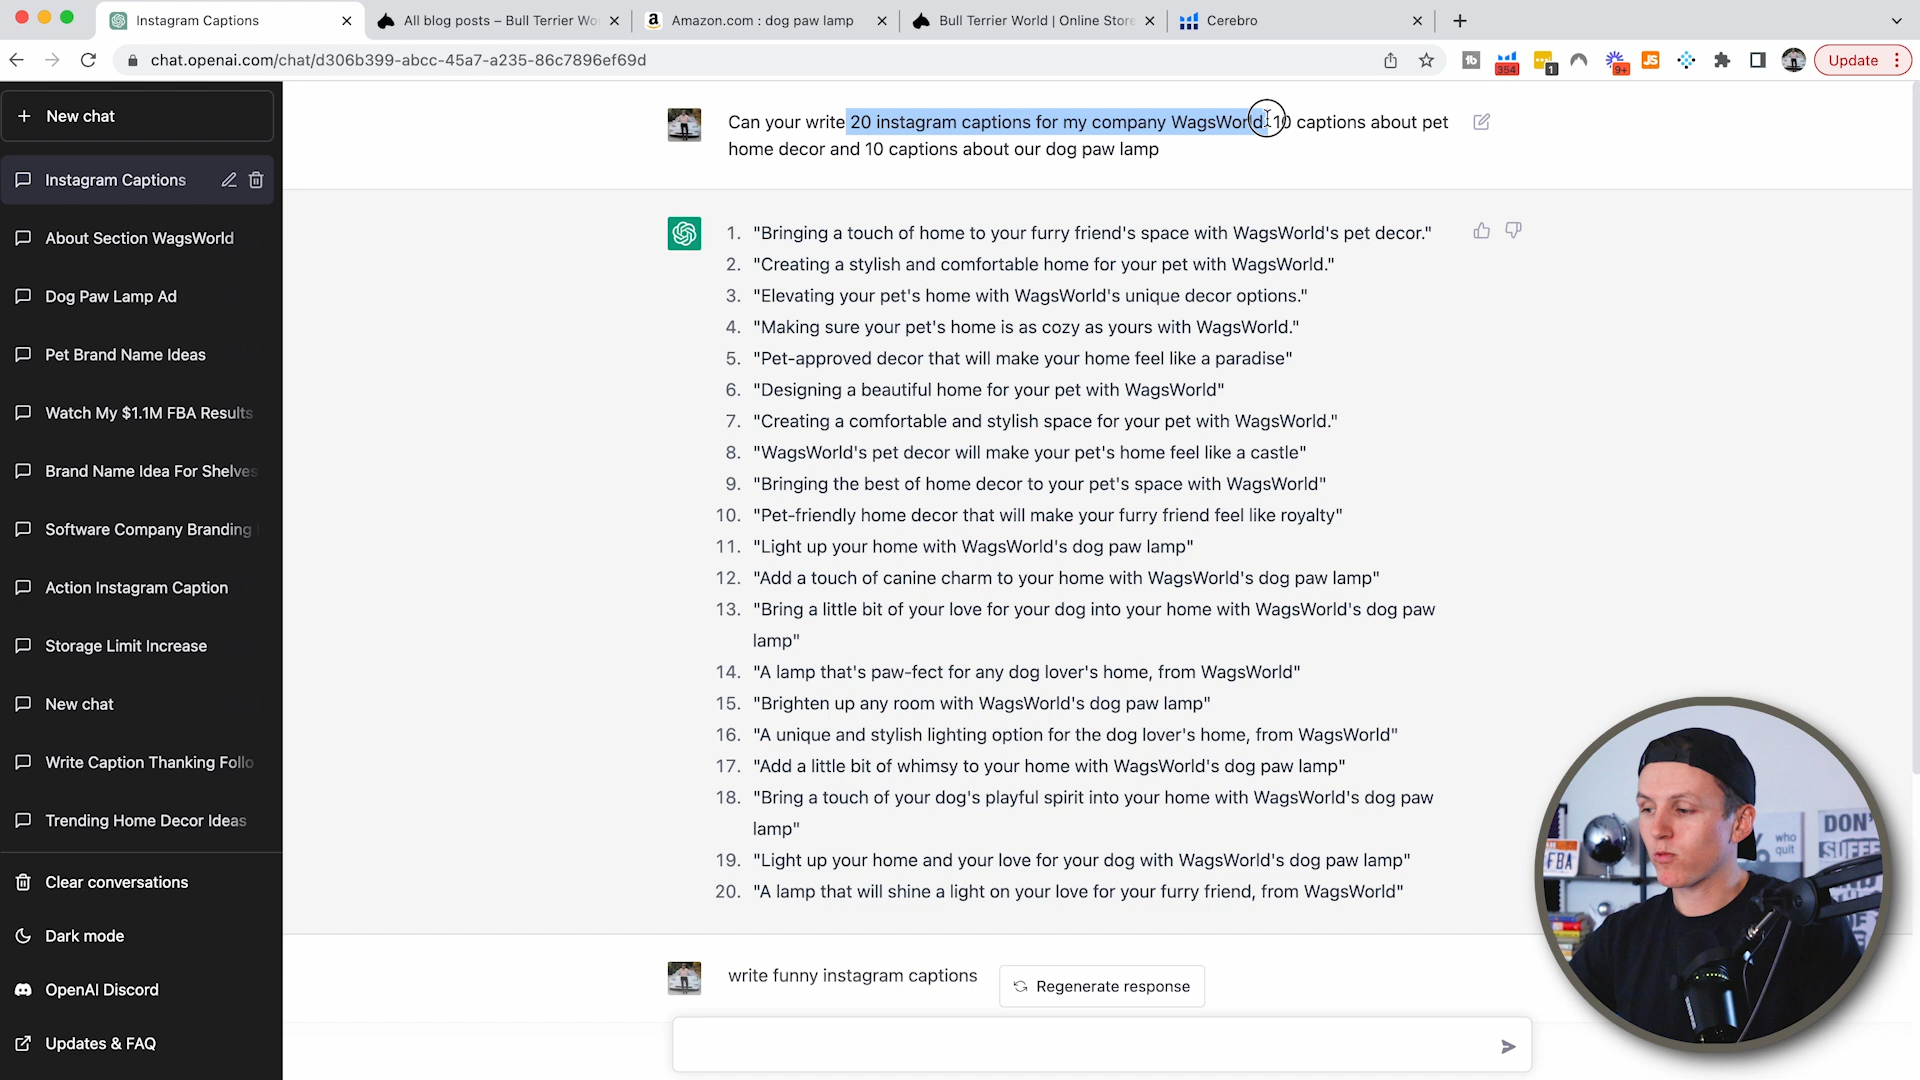 Instagram Captions
All blog posts – Bull Terrier Wo
Amazon.com : dog paw lamp
Bull Terrier World | Online Store
Cerebro
chat.openai.com/chat/d306b399-abcc-45a7-a235-86c7896ef69d
354
1
9+
JS
Update
New chat
Instagram Captions
About Section WagsWorld
Dog Paw Lamp Ad
Pet Brand Name Ideas
Watch My $1.1M FBA Results
Brand Name Idea For Shelves
Software Company Branding
Action Instagram Caption
Storage Limit Increase
New chat
Write Caption Thanking Follo
Trending Home Decor Ideas
Clear conversations
Dark mode
OpenAI Discord
Updates & FAQ
Can your write 20 instagram captions for my company WagsWorld. 10 captions about pet
home decor and 10 captions about our dog paw lamp
1. "Bringing a touch of home to your furry friend's space with WagsWorld's pet decor."
2. "Creating a stylish and comfortable home for your pet with WagsWorld."
3. "Elevating your pet's home with WagsWorld's unique decor options."
4. "Making sure your pet's home is as cozy as yours with WagsWorld."
5. "Pet-approved decor that will make your home feel like a paradise"
6. "Designing a beautiful home for your pet with WagsWorld"
7. "Creating a comfortable and stylish space for your pet with WagsWorld."
8. "WagsWorld's pet decor will make your pet's home feel like a castle"
9. "Bringing the best of home decor to your pet's space with WagsWorld"
10. "Pet-friendly home decor that will make your furry friend feel like royalty"
11. "Light up your home with WagsWorld's dog paw lamp"
12. "Add a touch of canine charm to your home with WagsWorld's dog paw lamp"
13. "Bring a little bit of your love for your dog into your home with WagsWorld's dog paw
lamp"
14. "A lamp that's paw-fect for any dog lover's home, from WagsWorld"
15. "Brighten up any room with WagsWorld's dog paw lamp"
16. "A unique and stylish lighting option for the dog lover's home, from WagsWorld"
17. "Add a little bit of whimsy to your home with WagsWorld's dog paw lamp"
18. "Bring a touch of your dog's playful spirit into your home with WagsWorld's dog paw
lamp"
19. "Light up your home and your love for your dog with WagsWorld's dog paw lamp"
20. "A lamp that will shine a light on your love for your furry friend, from WagsWorld"
write funny instagram captions
Regenerate response
FBA
who
quit
DON'
SUFFE